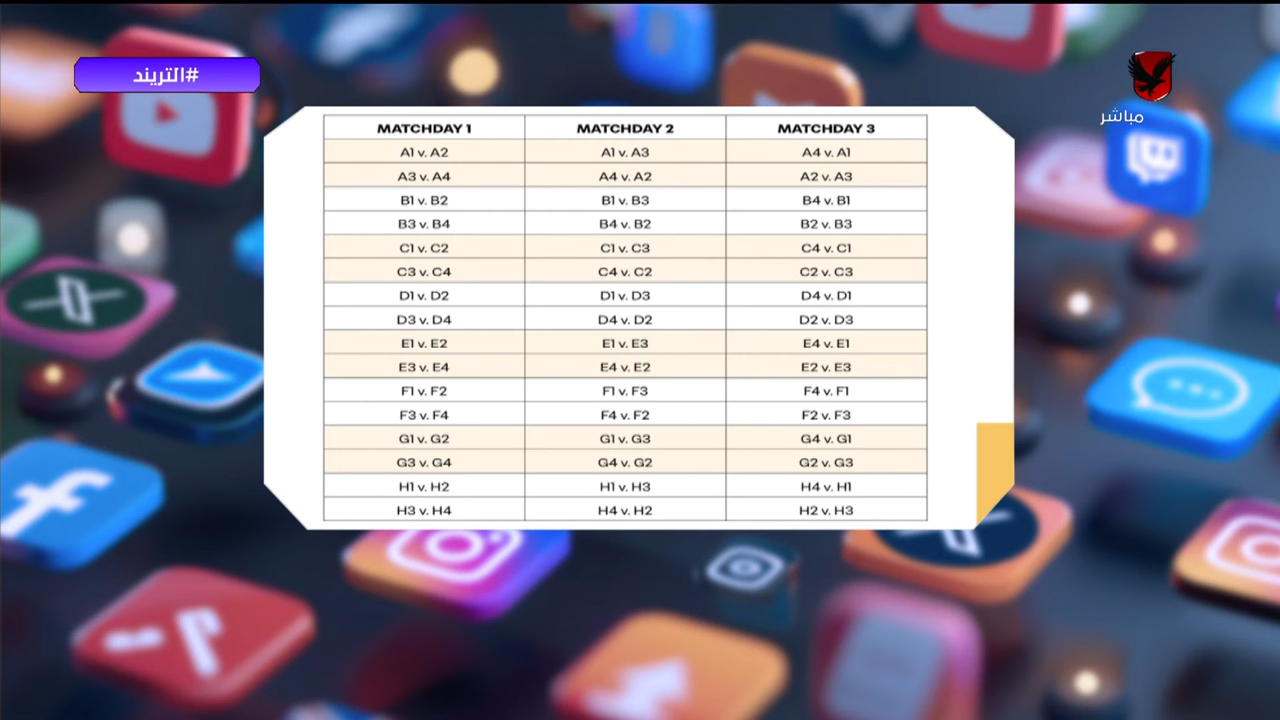 #التريند
مباشر
MATCHDAY 1 MATCHDAY 2 MATCHDAY 3
A1 v. A2 A1 v. A3 A4 v. A1
A3 v. A4 A4 v. A2 A2 v. A3
B1 v. B2 B1 v. B3 B4 v. B1
B3 v. B4 B4 v. B2 B2 v. B3
C1 v. C2 C1 v. C3 C4 v. C1
C3 v. C4 C4 v. C2 C2 v. C3
D1 v. D2 D1 v. D3 D4 v. D1
D3 v. D4 D4 v. D2 D2 v. D3
E1 v. E2 E1 v. E3 E4 v. E1
E3 v. E4 E4 v. E2 E2 v. E3
F1 v. F2 F1 v. F3 F4 v. F1
F3 v. F4 F4 v. F2 F2 v. F3
G1 v. G2 G1 v. G3 G4 v. G1
G3 v. G4 G4 v. G2 G2 v. G3
H1 v. H2 H1 v. H3 H4 v. H1
H3 v. H4 H4 v. H2 H2 v. H3